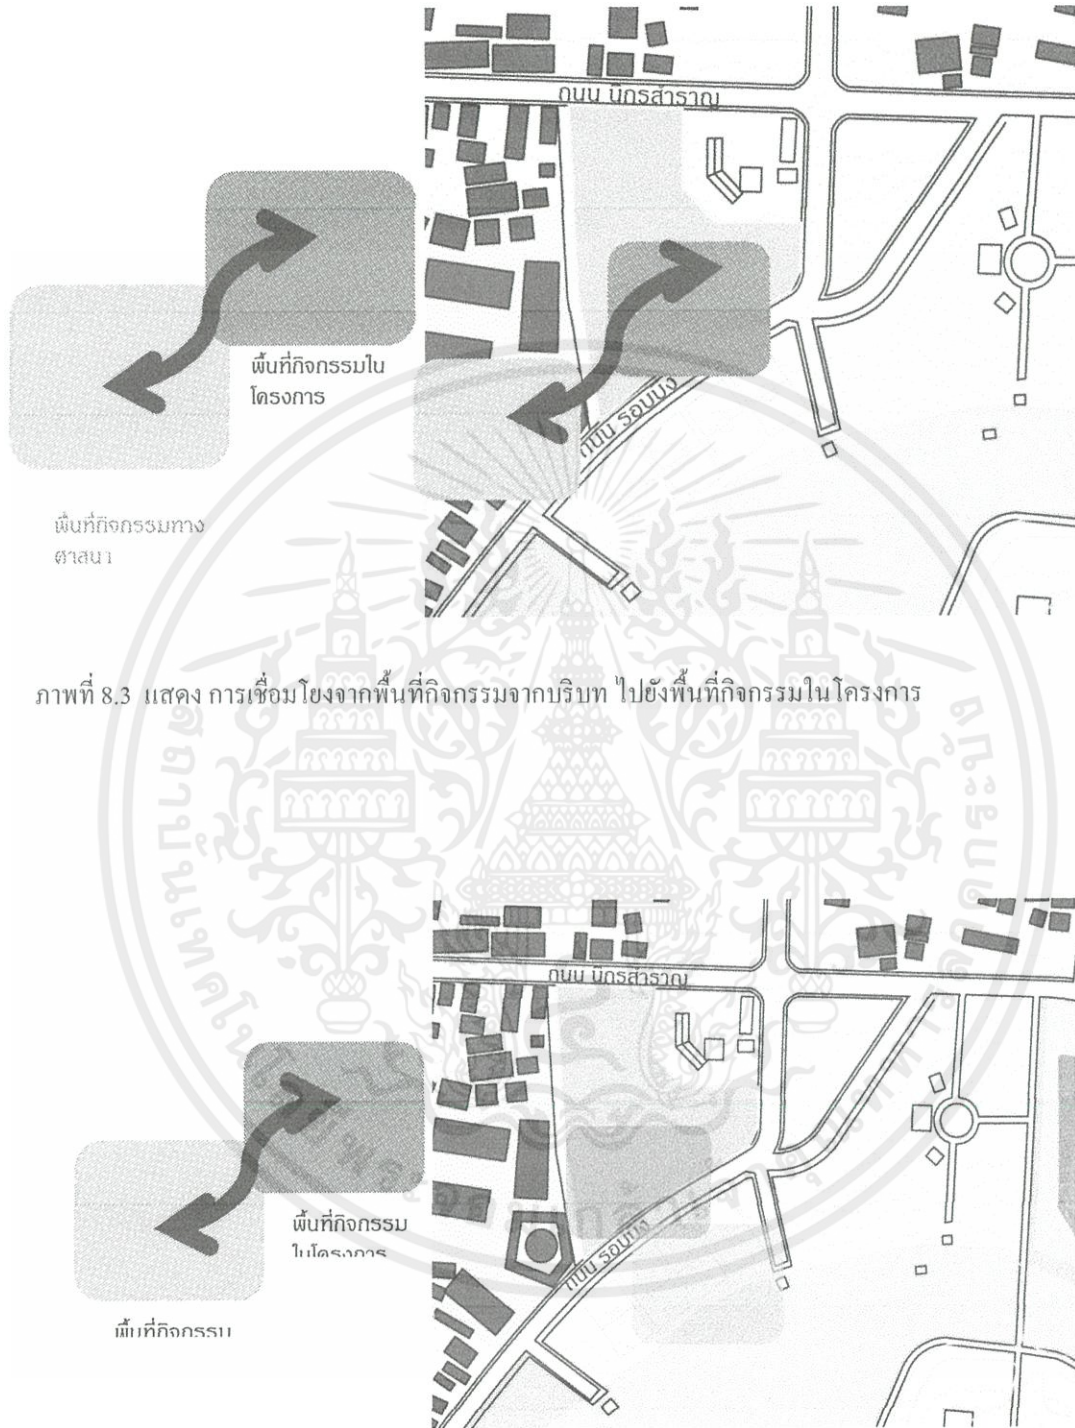 ถนน นิกรสำราญ
พื้นที่กิจกรรมใน
โครงการ
ถนน รอบบึง
พื้นที่กิจกรรมทาง
ศาสนา
ภาพที่ 8.3 แสดง การเชื่อมโยงจากพื้นที่กิจกรรมจากบริบท ไปยังพื้นที่กิจกรรมในโครงการ
ถนน นิกรสำราญ
พื้นที่กิจกรรม
ในโครงการ
ถนน รอบบึง
พื้นที่กิจกรรม